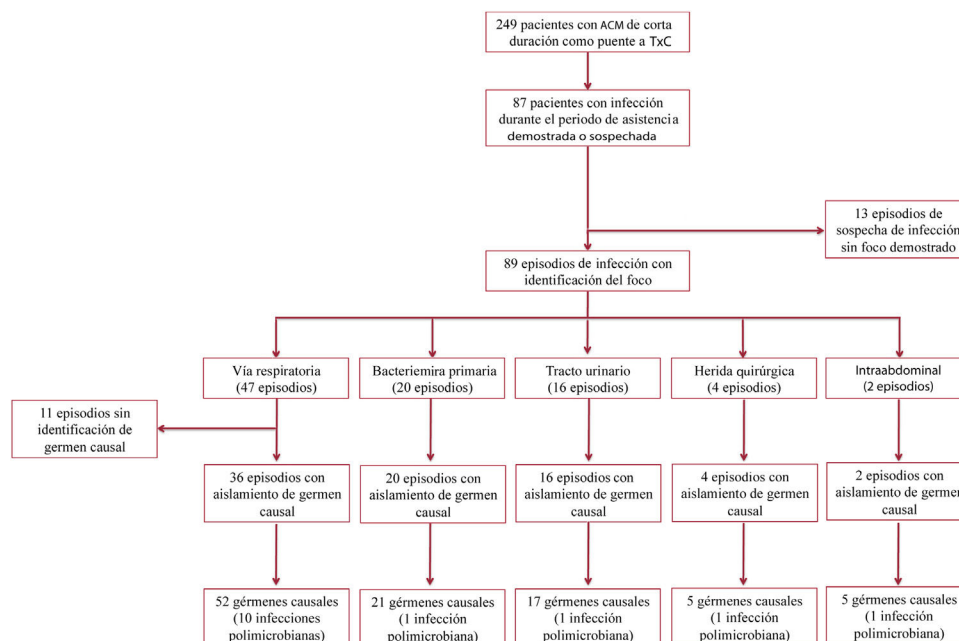 249 pacientes con ACM de corta
duración como puente a TxC
87 pacientes con infección
durante el periodo de asistencia
demostrada o sospechada
13 episodios de
sospecha de infección
sin foco demostrado
89 episodios de infección con
identificación del foco
Vía respiratoria
(47 episodios)
Bacteriemira primaria
(20 episodios)
Tracto urinario
(16 episodios)
Herida quirúrgica
(4 episodios)
Intraabdominal
(2 episodios)
11 episodios sin
identificación de
germen causal
36 episodios con
aislamiento de germen
causal
20 episodios con
aislamiento de germen
causal
16 episodios con
aislamiento de germen
causal
4 episodios con
aislamiento de germen
causal
2 episodios con
aislamiento de germen
causal
52 gérmenes causales
(10 infecciones
polimicrobianas)
21 gérmenes causales
(1 infección
polimicrobiana)
17 gérmenes causales
(1 infección
polimicrobiana)
5 gérmenes causales
(1 infección
polimicrobiana)
5 gérmenes causales
(1 infección
polimicrobiana)